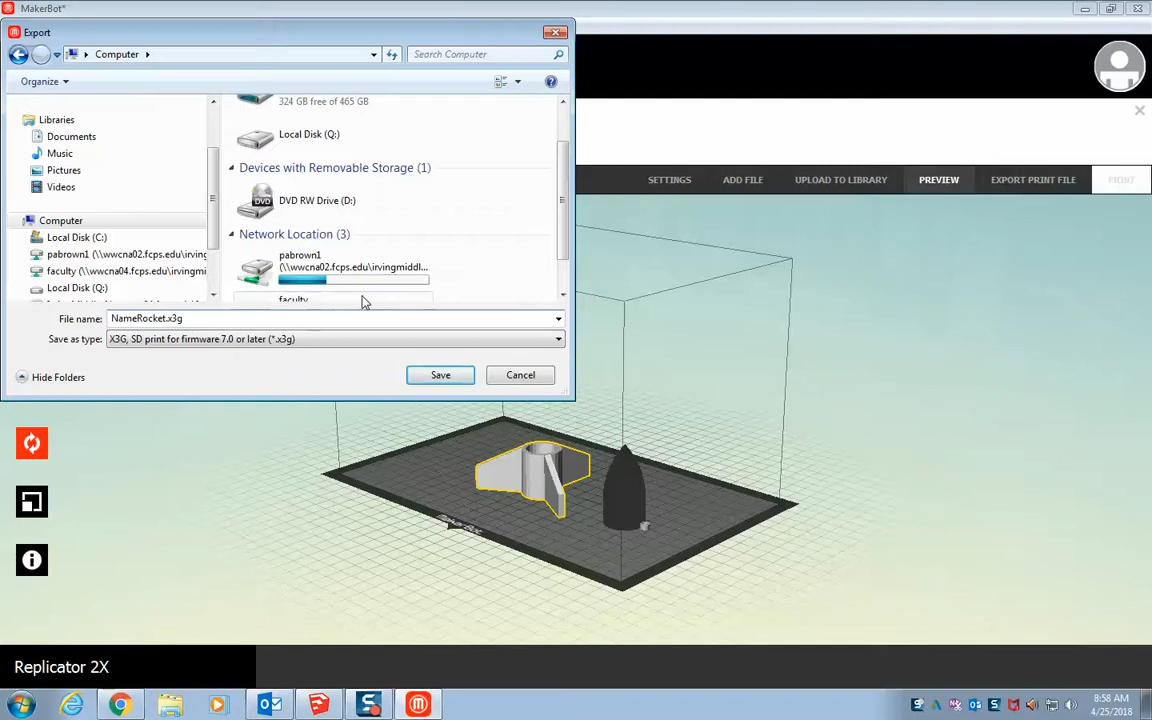 MakerBot*
Export
Computer
Search Computer
Organize
324 GB free of 465 GB
Libraries
Documents
Local Disk (Q:)
Music
Devices with Removable Storage (1)
Pictures
Videos
DVD RW Drive (D:)
SETTINGS
ADD FILE
UPLOAD TO LIBRARY
PREVIEW
EXPORT PRINT FILE
PRINT
Computer
Local Disk (C:)
Network Location (3)
pabrown1 (\\wwcna02.fcps.edu\irving
pabrown1
(\\wwcna02.fcps.edu\irvingmiddl...
faculty (\\wwcna04.fcps.edu\irvingmi
Local Disk (Q:)
faculty
File name:
NameRocket.x3g
Save as type:
X3G, SD print for firmware 7.0 or later (*.x3g)
Hide Folders
Save
Cancel
Replicator 2X
8:58 AM
4/25/2018